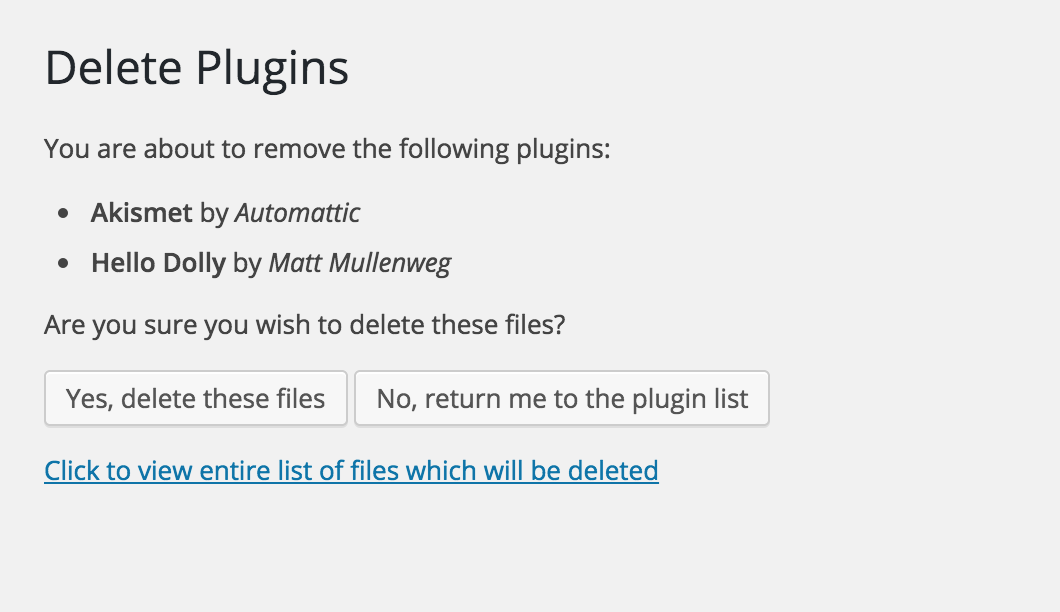 Delete Plugins
You are about to remove the following plugins:
Akismet by Automattic
Hello Dolly by Matt Mullenweg
Are you sure you wish to delete these files?
Yes, delete these files No, return me to the plugin list
Click to view entire list of files which will be deleted